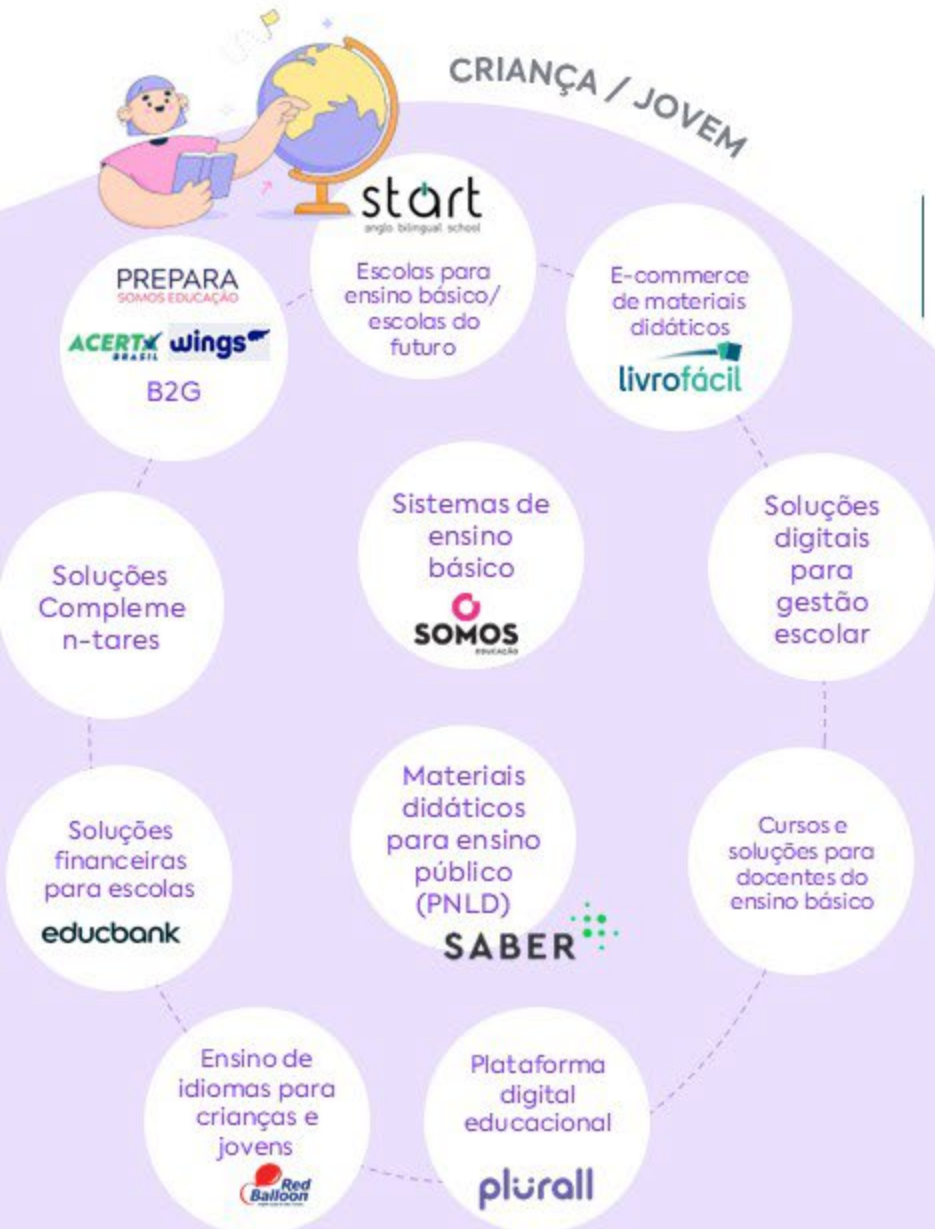 CRIANÇA / JOVEM
start
anglo bilingual school
Escolas para
ensino básico/
escolas do
futuro
PREPARA
SOMOS EDUCAÇÃO
ACERTA wings
BRASIL
B2G
E-commerce
de materiais
didáticos
livrofácil
Sistemas de
ensino
básico
SOMOS
EDUCAÇÃO
Soluções
digitais
para
gestão
escolar
Soluções
Compleme
n-tares
Materiais
didáticos
para ensino
público
(PNLD)
SABER
Cursos e
soluções para
docentes do
ensino básico
Soluções
financeiras
para escolas
educbank
Ensino de
idiomas para
crianças e
jovens
Red
Balloon
Plataforma
digital
educacional
plurall